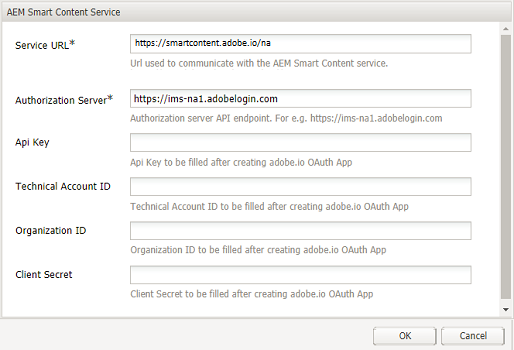 AEM Smart Content Service
Service URL*
https://smartcontent.adobe.io/na
Url used to communicate with the AEM Smart Content service.
Authorization Server*
https://ims-na1.adobelogin.com
Authorization server API endpoint. For e.g. https://ims-na1.adobelogin.com
Api Key
Api Key to be filled after creating adobe.io OAuth App
Technical Account ID
Technical Account ID to be filled after creating adobe.io OAuth App
Organization ID
Organization ID to be filled after creating adobe.io OAuth App
Client Secret
Client Secret to be filled after creating adobe.io OAuth App
OK
Cancel